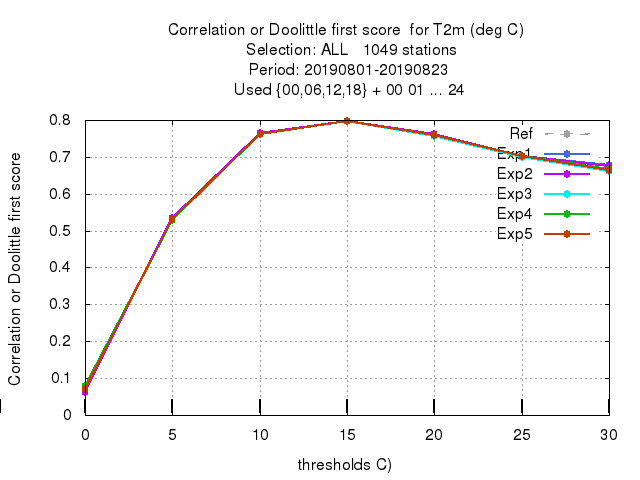 Correlation or Doolittle first score  for T2m (deg C)
Selection: ALL   1049 stations
Period: 20190801-20190823
Used {00,06,12,18} + 00 01 ... 24
Correlation or Doolittle first score
0.8
0.7
0.6
0.5
0.4
0.3
0.2
0.1
0
Ref
Exp1
Exp2
Exp3
Exp4
Exp5
0 5 10 15 20 25 30
thresholds C)